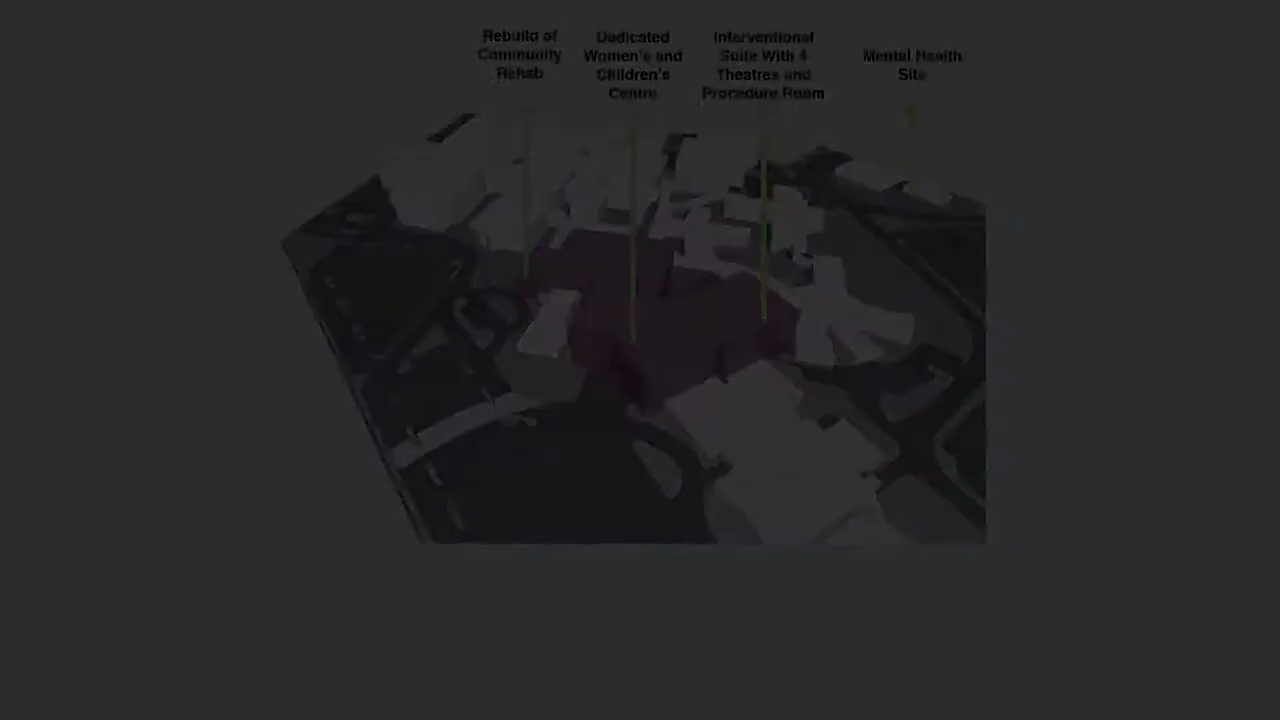 Rebuild of
Community
Rehab
Dedicated
Women's and
Children's
Centre
Interventional
Suite With 4
Theatres and
Procedure Room
Mental Health
Site